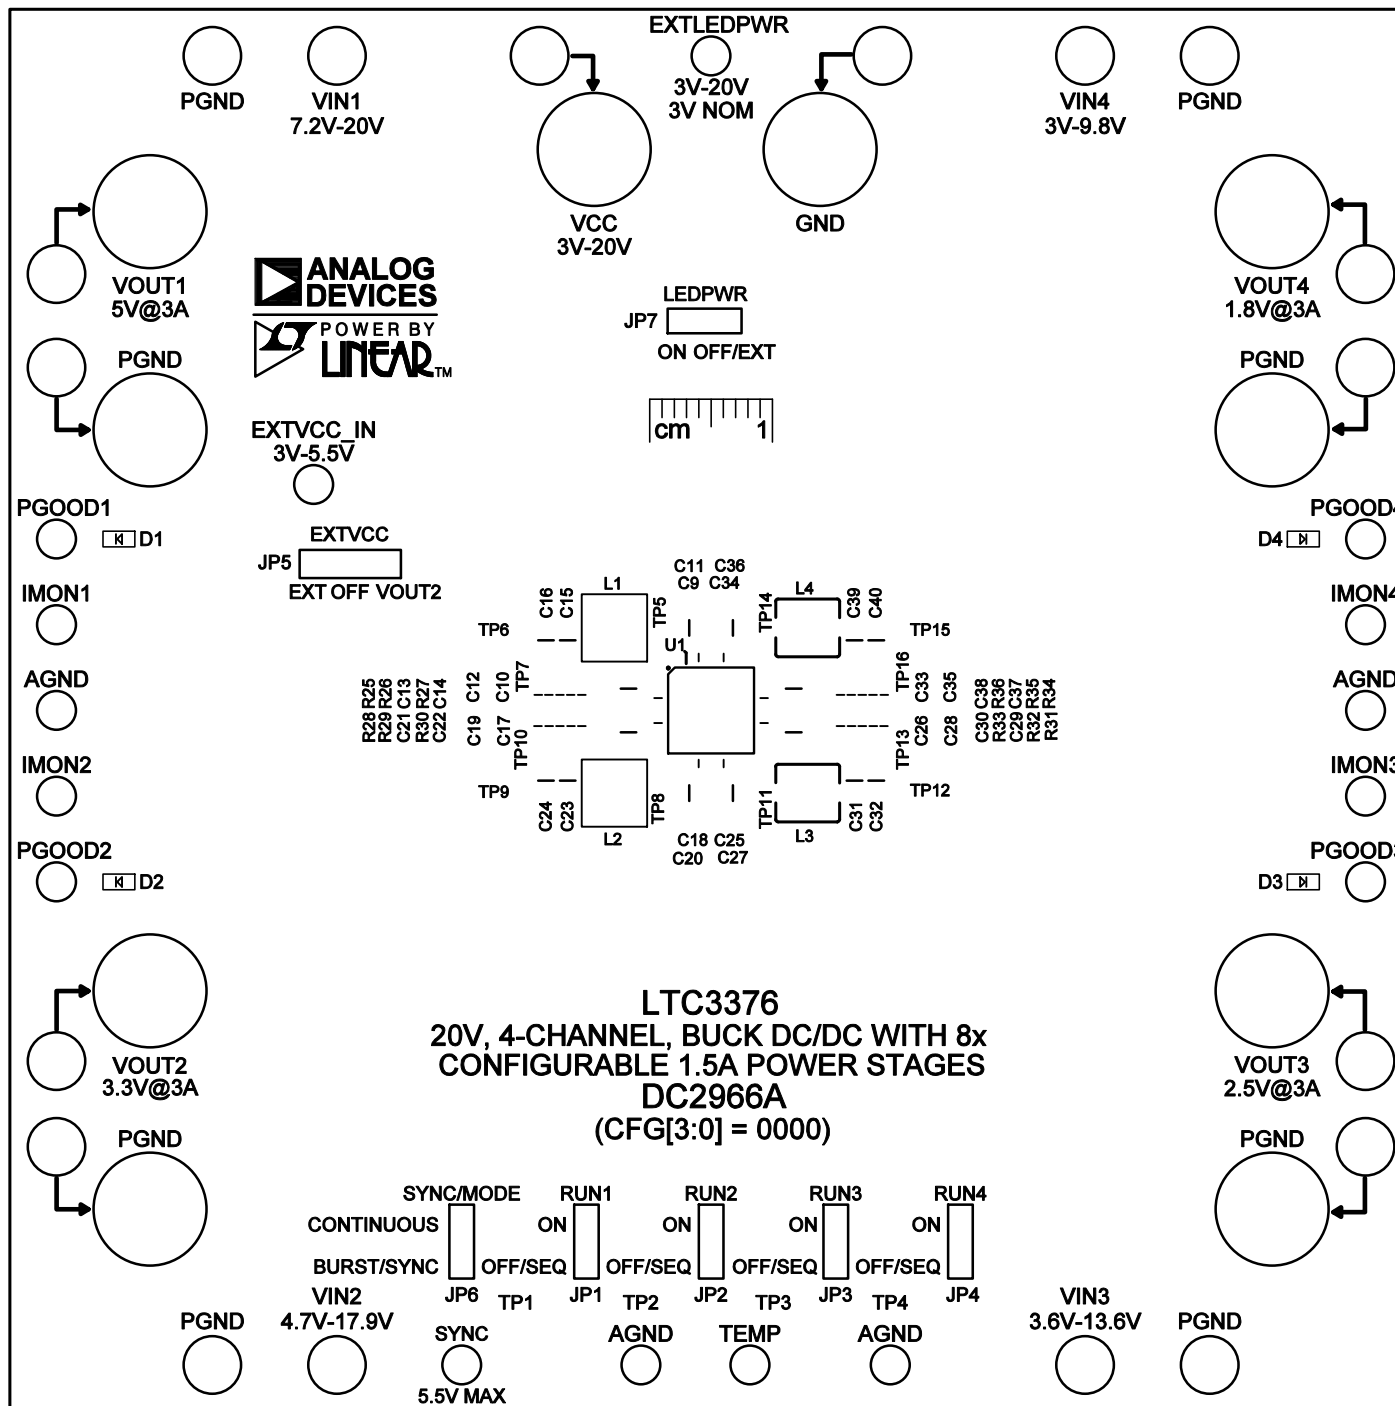 EXTLEDPWR
3V-20V
3V NOM
PGND
VIN1
7.2V-20V
VIN4
3V-9.8V
PGND
VCC
3V-20V
GND
VOUT1
5V@3A
VOUT4
1.8V@3A
ANALOG
DEVICES
POWER BY
LINEAR™
LEDPWR
JP7
ON OFF/EXT
PGND
PGND
cm 1
EXTVCC_IN
3V-5.5V
PGOOD1
D1
EXTVCC
JP5
EXT OFF VOUT2
PGOOD4
D4
IMON1
IMON4
C11 C36
C9 C34
C16 C15 L1 TP5
TP14 L4 C39 C40
TP6
TP15
U1
AGND
AGND
R28 R25
R29 R26
C21 C13
R30 R27
C22 C14
C19 C12
C17 C10
TP10 TP7
TP13 TP16
C26 C33
C28 C35
C30 C38
R33 R36
C29 C37
R32 R35
R31 R34
IMON2
IMON3
TP9
TP12
C24 C23 L2 TP8
TP11 L3 C31 C32
C18 C25
C20 C27
PGOOD2
D2
PGOOD3
D3
LTC3376
20V, 4-CHANNEL, BUCK DC/DC WITH 8x
CONFIGURABLE 1.5A POWER STAGES
DC2966A
(CFG[3:0] = 0000)
VOUT2
3.3V@3A
VOUT3
2.5V@3A
PGND
PGND
SYNC/MODE RUN1 RUN2 RUN3 RUN4
CONTINUOUS ON ON ON ON
BURST/SYNC OFF/SEQ OFF/SEQ OFF/SEQ OFF/SEQ
JP6 TP1 JP1 TP2 JP2 TP3 JP3 TP4 JP4
PGND
VIN2
4.7V-17.9V
SYNC
5.5V MAX
AGND
TEMP
AGND
VIN3
3.6V-13.6V
PGND